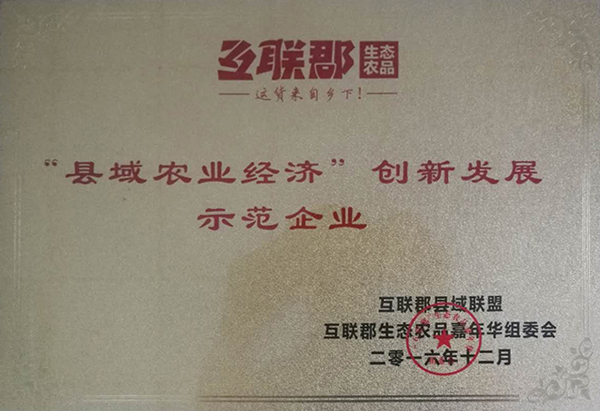 互联郡 生态农品
运货来自乡下!
“县域农业经济”创新发展
示范企业
互联郡县域联盟
互联郡生态农品嘉年华组委会
二零一六年十二月